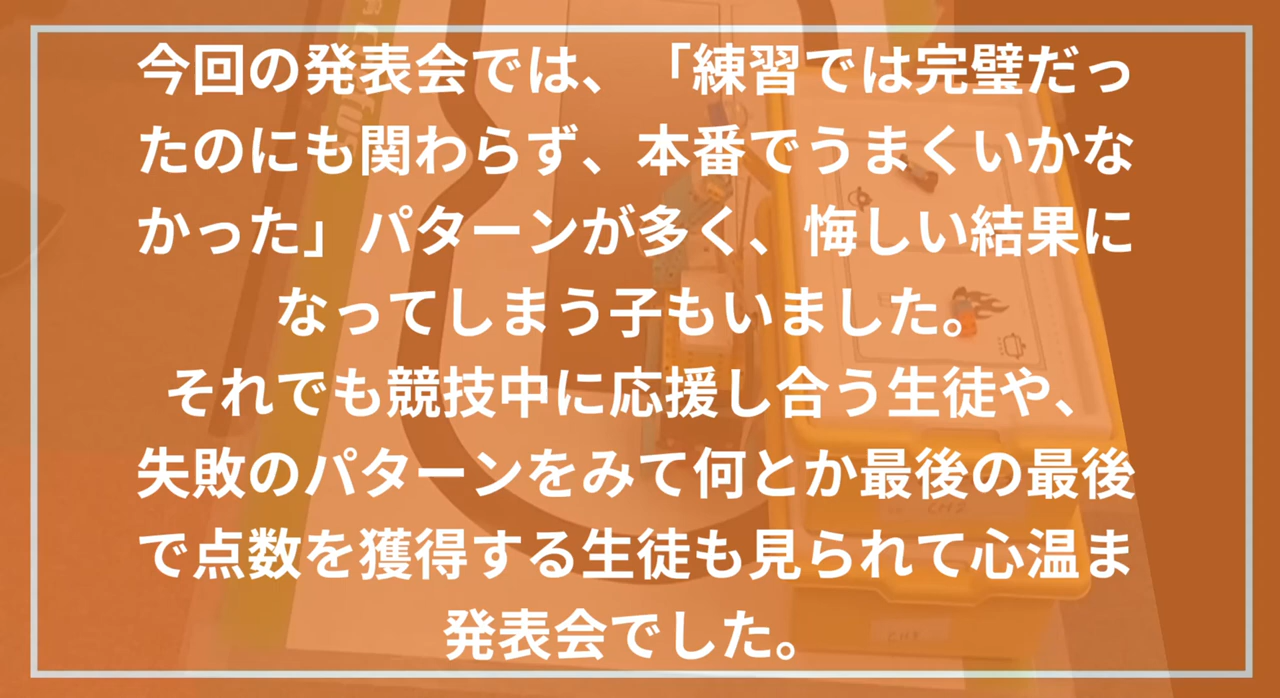 今回の発表会では、「練習では完璧だっ
たのにも関わらず、本番でうまくいかな
かった」パターンが多く、悔しい結果に
なってしまう子もいました。
それでも競技中に応援し合う生徒や、
失敗のパターンをみて何とか最後の最後
で点数を獲得する生徒も見られて心温ま
発表会でした。